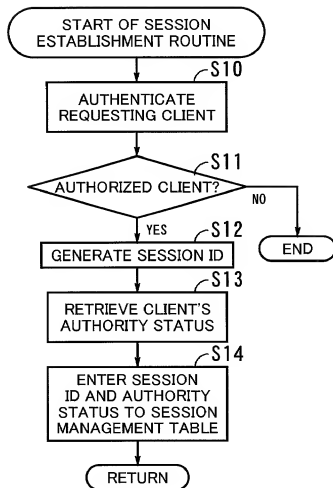 START OF SESSION
ESTABLISHMENT ROUTINE
S10
AUTHENTICATE
REQUESTING CLIENT
S11
AUTHORIZED CLIENT?
NO
YES
END
S12
GENERATE SESSION ID
S13
RETRIEVE CLIENT'S
AUTHORITY STATUS
S14
ENTER SESSION
ID AND AUTHORITY
STATUS TO SESSION
MANAGEMENT TABLE
RETURN